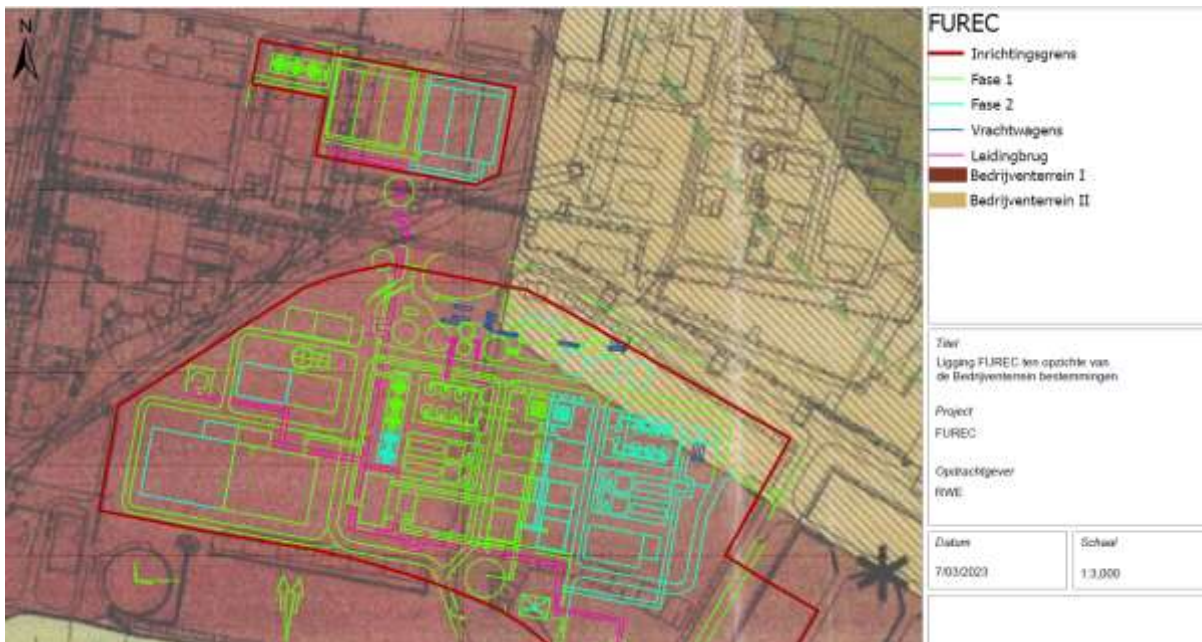 N
FUREC
Inrichtingsgrens
Fase 1
Fase 2
Vrachtwagens
Leidingbrug
Bedrijventerrein I
Bedrijventerrein II
Titel
Ligging FUREC ten opzichte van
de Bedrijventerrein bestemmingen
Project
FUREC
Opdrachtgever
RWE
Datum
7/03/2023
Schaal
1:3,000